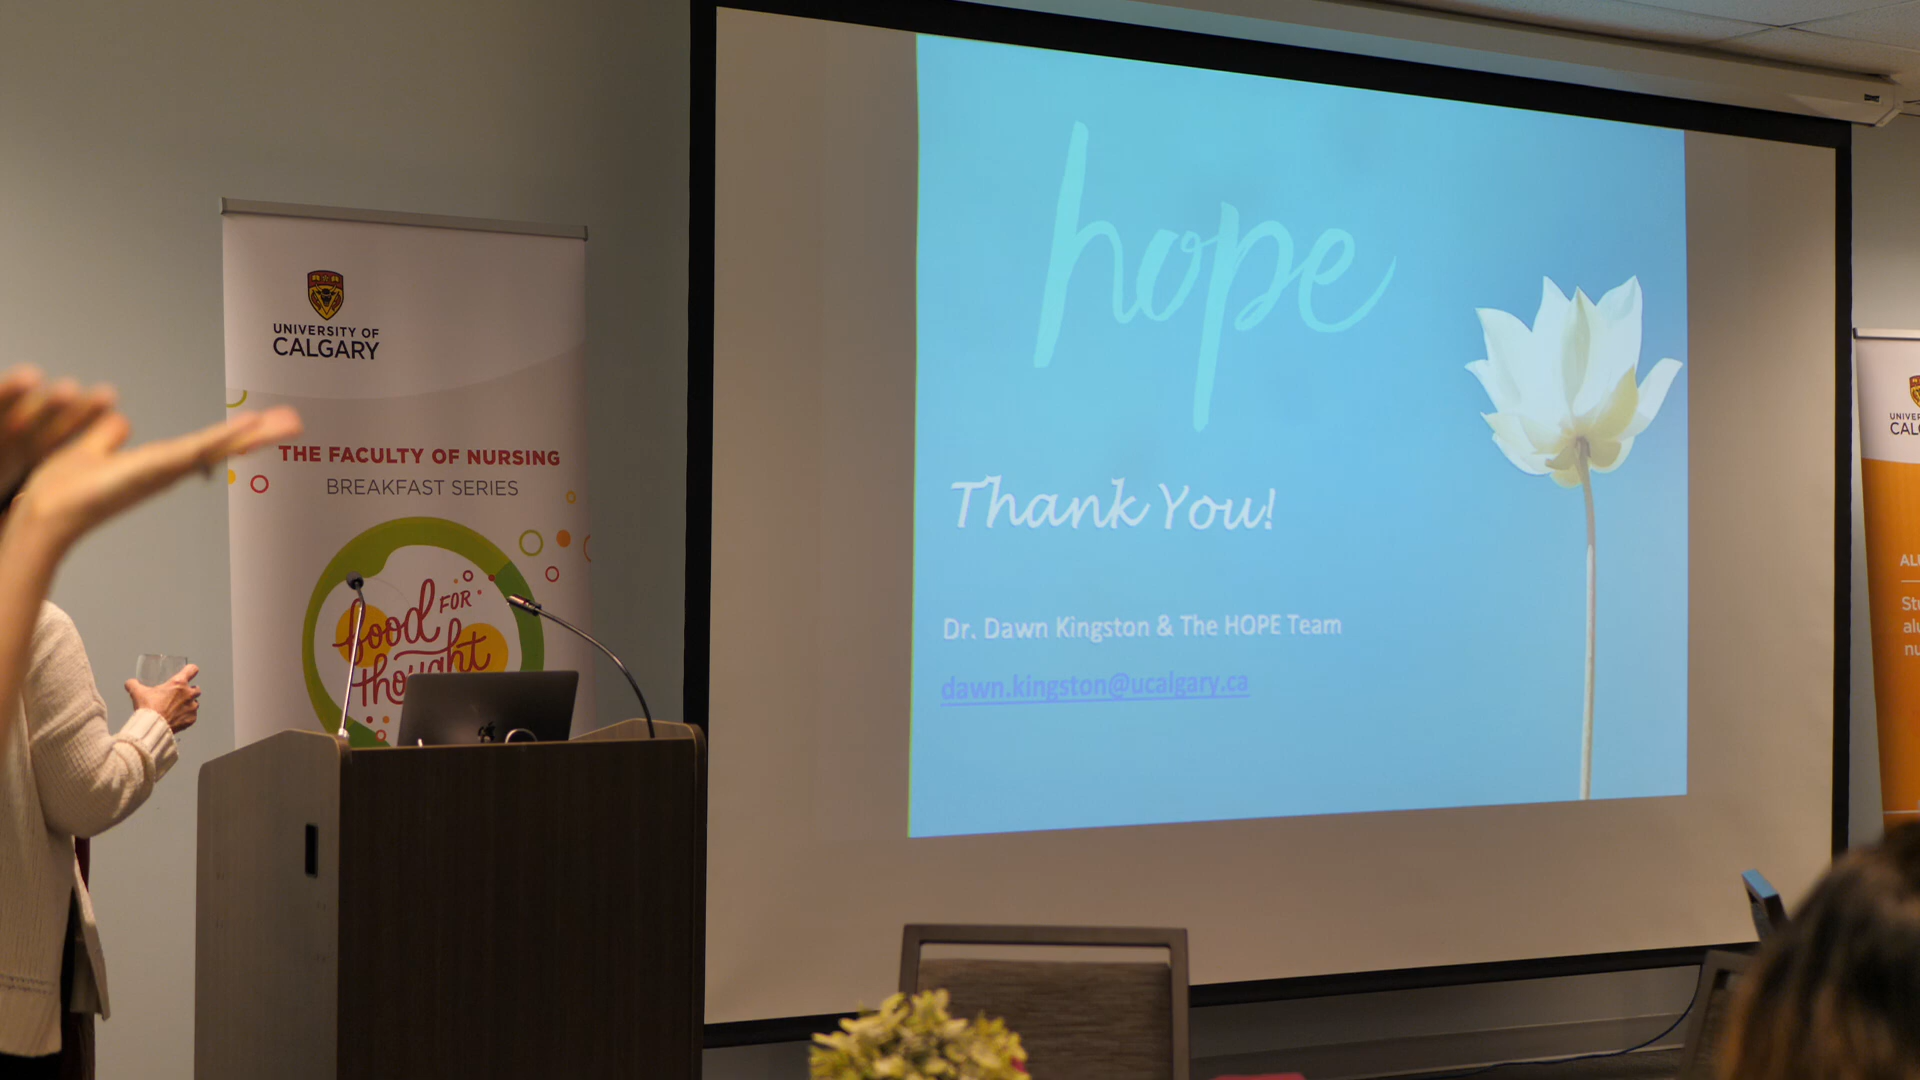 UNIVERSITY OF
CALGARY
THE FACULTY OF NURSING
BREAKFAST SERIES
food FOR
thought
hope
Thank You!
Dr. Dawn Kingston & The HOPE Team
dawn.kingston@ucalgary.ca